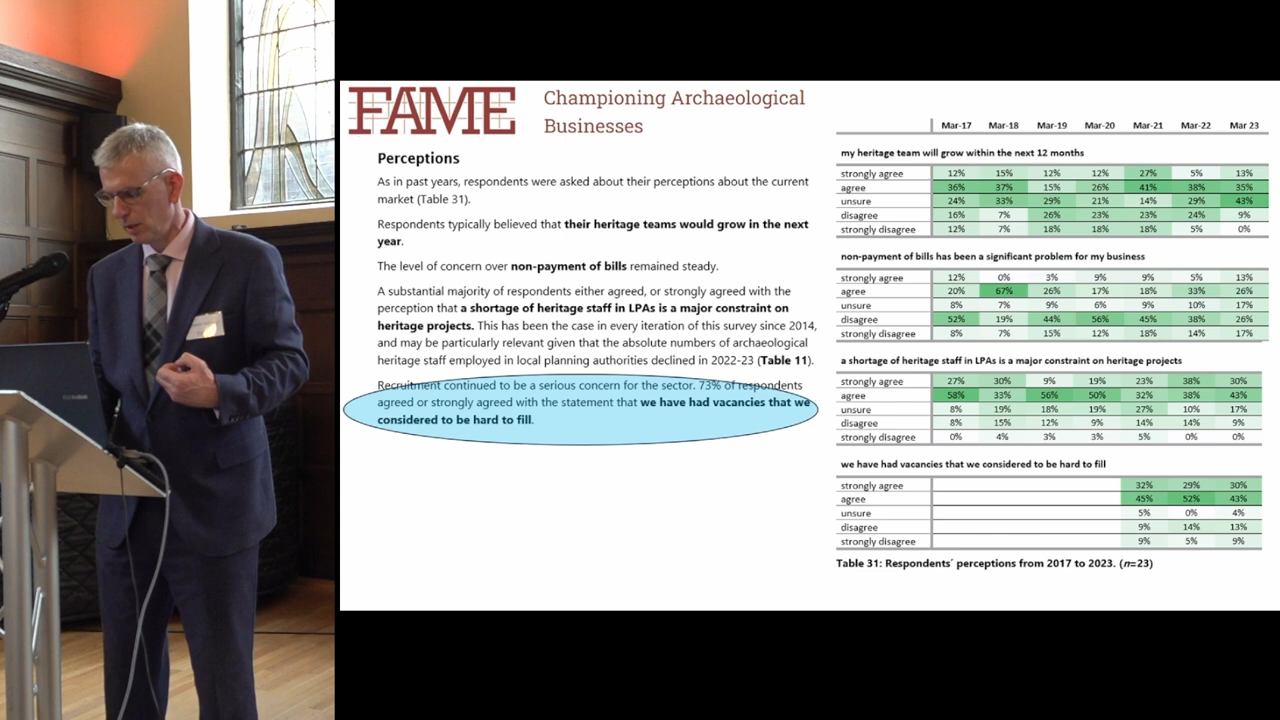 FAME
Championing Archaeological
Businesses
Perceptions
As in past years, respondents were asked about their perceptions about the current
market (Table 31).
Respondents typically believed that their heritage teams would grow in the next
year.
The level of concern over non-payment of bills remained steady.
A substantial majority of respondents either agreed, or strongly agreed with the
perception that a shortage of heritage staff in LPAs is a major constraint on
heritage projects. This has been the case in every iteration of this survey since 2014,
and may be particularly relevant given that the absolute numbers of archaeological
heritage staff employed in local planning authorities declined in 2022-23 (Table 11).
Recruitment continued to be a serious concern for the sector. 73% of respondents
agreed or strongly agreed with the statement that we have had vacancies that we
considered to be hard to fill.
Mar-17 Mar-18 Mar-19 Mar-20 Mar-21 Mar-22 Mar 23
my heritage team will grow within the next 12 months
strongly agree 12% 15% 12% 12% 27% 5% 13%
agree 36% 37% 15% 26% 41% 38% 35%
unsure 24% 33% 29% 21% 14% 29% 43%
disagree 16% 7% 26% 23% 23% 24% 9%
strongly disagree 12% 7% 18% 18% 18% 5% 0%
non-payment of bills has been a significant problem for my business
strongly agree 12% 0% 3% 9% 9% 5% 13%
agree 20% 67% 26% 17% 18% 33% 26%
unsure 8% 7% 9% 6% 9% 10% 17%
disagree 52% 19% 44% 56% 45% 38% 26%
strongly disagree 8% 7% 15% 12% 18% 14% 17%
a shortage of heritage staff in LPAs is a major constraint on heritage projects
strongly agree 27% 30% 9% 19% 23% 38% 30%
agree 58% 33% 56% 50% 32% 38% 43%
unsure 8% 19% 18% 19% 27% 10% 17%
disagree 8% 15% 12% 9% 14% 14% 9%
strongly disagree 0% 4% 3% 3% 5% 0% 0%
we have had vacancies that we considered to be hard to fill
strongly agree 32% 29% 30%
agree 45% 52% 43%
unsure 5% 0% 4%
disagree 9% 14% 13%
strongly disagree 9% 5% 9%
Table 31: Respondents' perceptions from 2017 to 2023. (n=23)